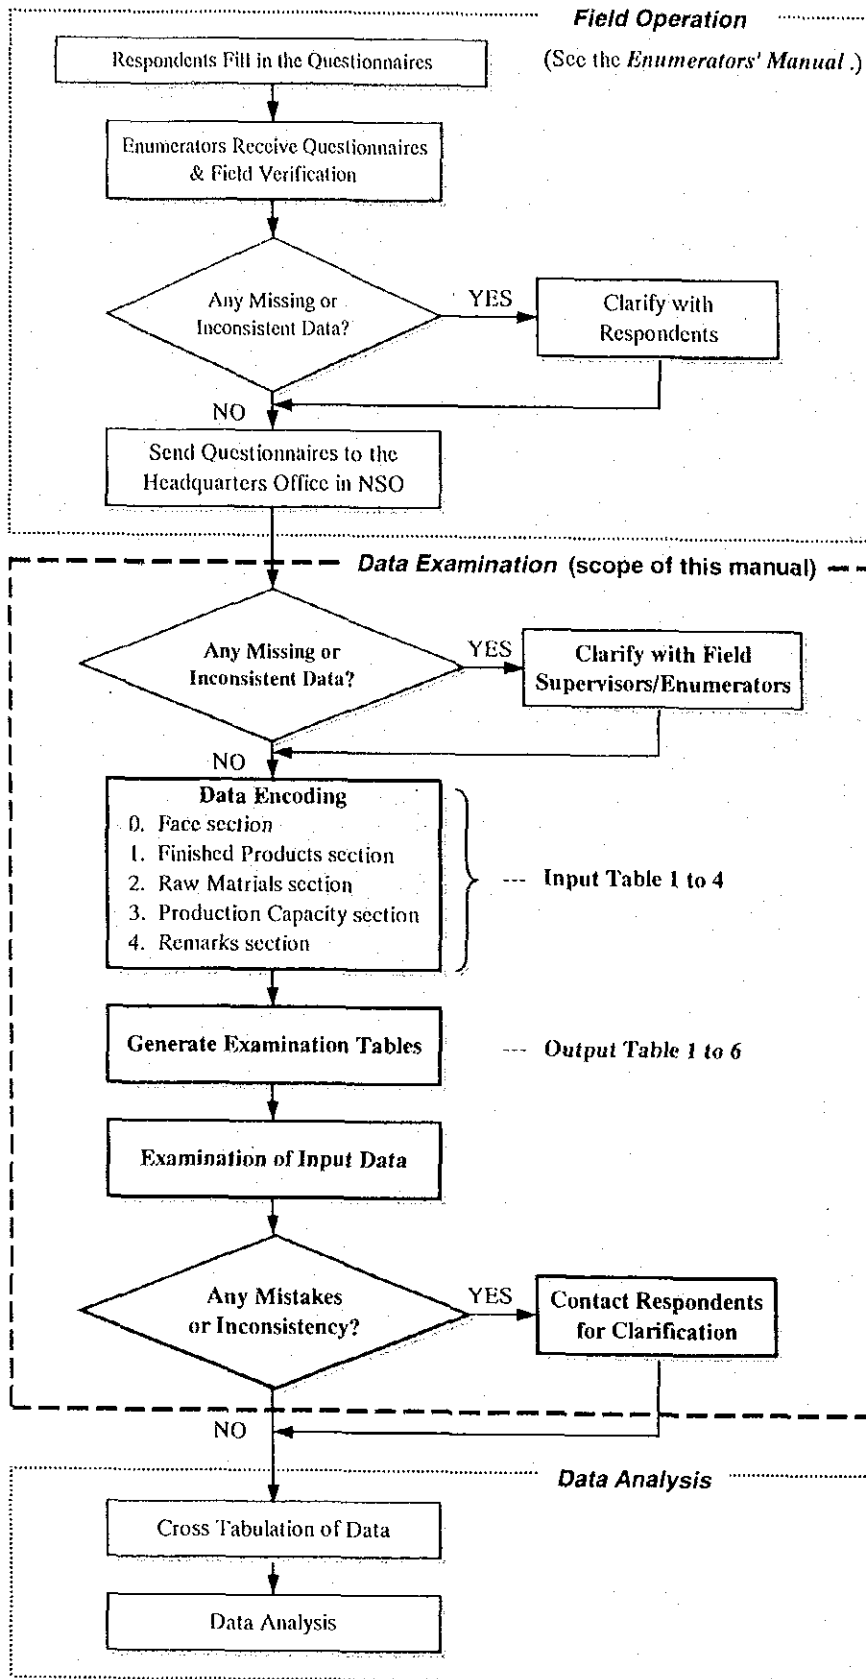 Field Operation
Respondents Fill in the Questionnaires
(See the Enumerators' Manual .)
Enumerators Receive Questionnaires
& Field Verification
Any Missing or
Inconsistent Data?
YES
Clarify with
Respondents
NO
Send Questionnaires to the
Headquarters Office in NSO
Data Examination (scope of this manual)
Any Missing or
Inconsistent Data?
YES
Clarify with Field
Supervisors/Enumerators
NO
Data Encoding
0. Face section
1. Finished Products section
2. Raw Matrials section
3. Production Capacity section
4. Remarks section
--- Input Table 1 to 4
Generate Examination Tables
--- Output Table 1 to 6
Examination of Input Data
Any Mistakes
or Inconsistency?
YES
Contact Respondents
for Clarification
NO
Data Analysis
Cross Tabulation of Data
Data Analysis